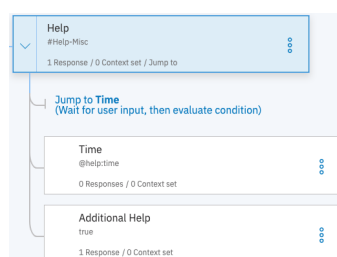 Help
#Help-Misc
1 Response / 0 Context set / Jump to
Jump to Time
(Wait for user input, then evaluate condition)
Time
@help:time
0 Responses / 0 Context set
Additional Help
true
1 Response / 0 Context set